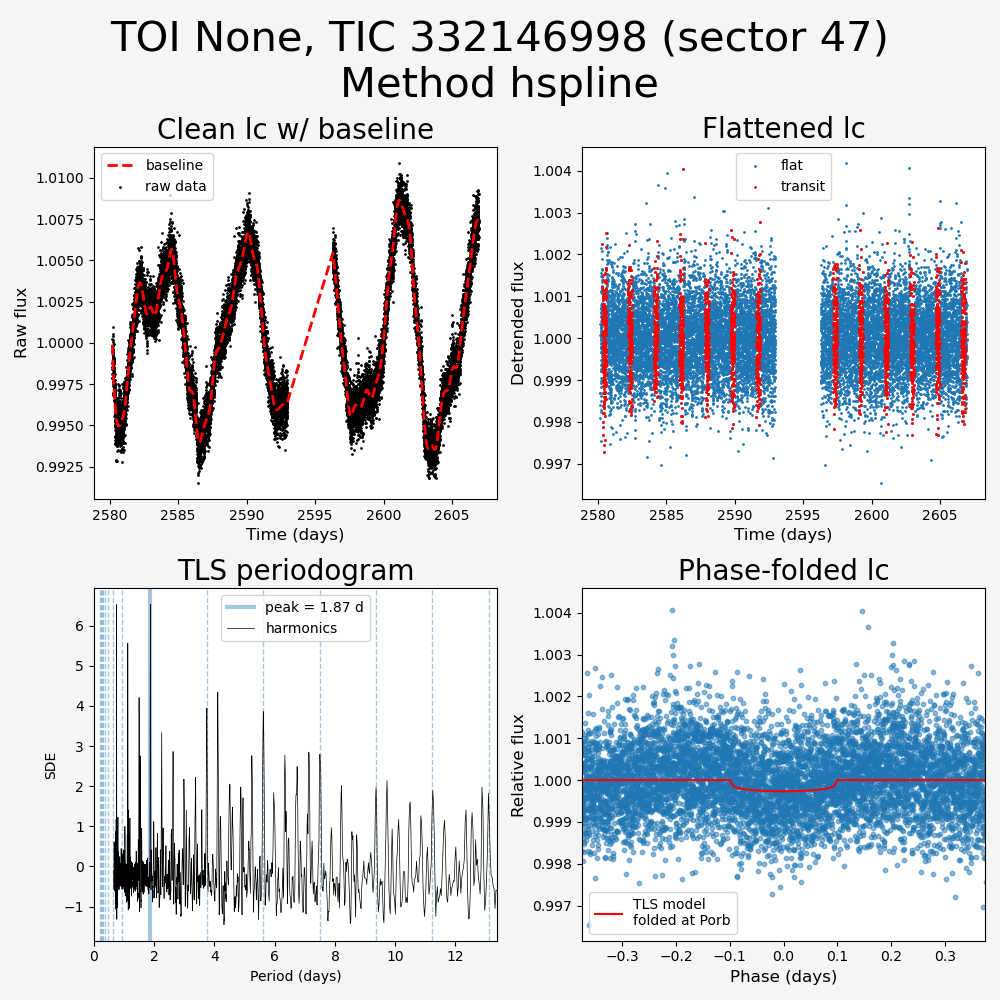 TOI None, TIC 332146998 (sector 47)
Method hspline
Clean lc w/ baseline
baseline
raw data
Raw flux
1.0100
1.0075
1.0050
1.0025
1.0000
0.9975
0.9950
0.9925
2580 2585 2590 2595 2600 2605
Time (days)
Flattened lc
flat
transit
Detrended flux
1.004
1.003
1.002
1.001
1.000
0.999
0.998
0.997
2580 2585 2590 2595 2600 2605
Time (days)
TLS periodogram
peak = 1.87 d
harmonics
SDE
6
5
4
3
2
1
0
−1
0 2 4 6 8 10 12
Period (days)
Phase-folded lc
Relative flux
1.004
1.003
1.002
1.001
1.000
0.999
0.998
0.997
TLS model
folded at Porb
−0.3 −0.2 −0.1 0.0 0.1 0.2 0.3
Phase (days)